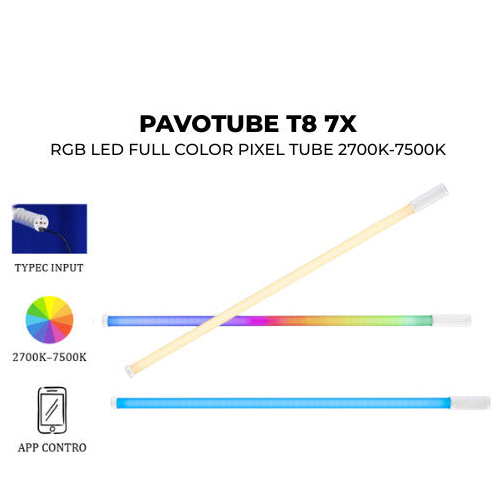 PAVOTUBE T8 7X
RGB LED FULL COLOR PIXEL TUBE 2700K-7500K
TYPEC INPUT
2700K–7500K
APP CONTRO